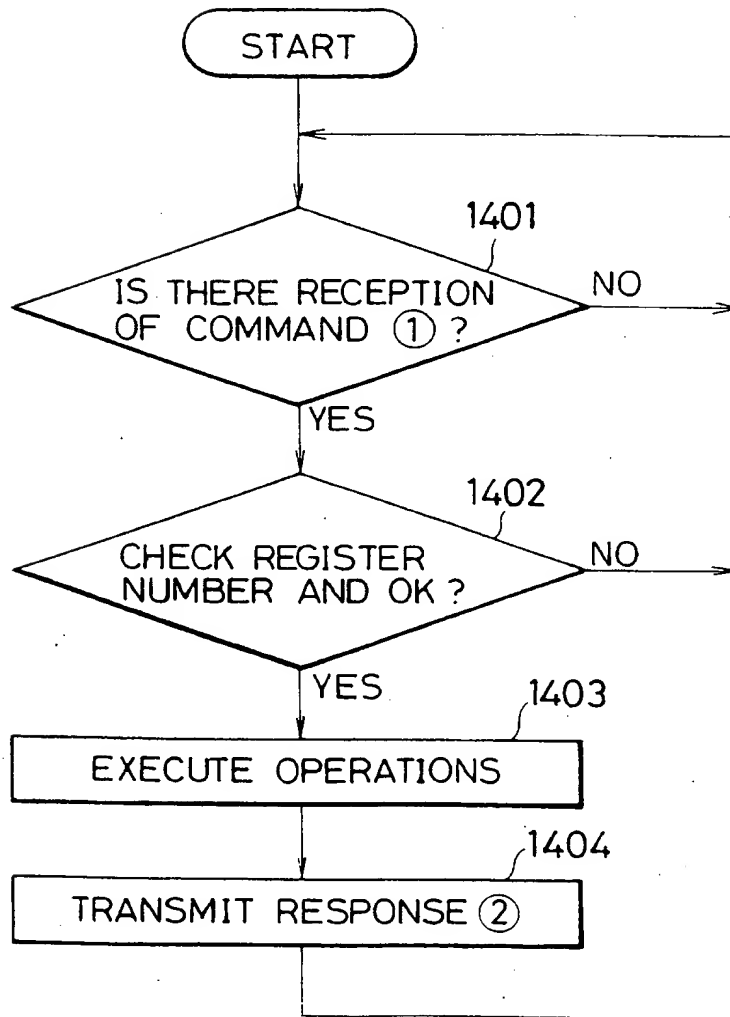 START
1401
IS THERE RECEPTION
OF COMMAND ① ?
NO
YES
1402
CHECK REGISTER
NUMBER AND OK ?
NO
YES
1403
EXECUTE OPERATIONS
1404
TRANSMIT RESPONSE ②